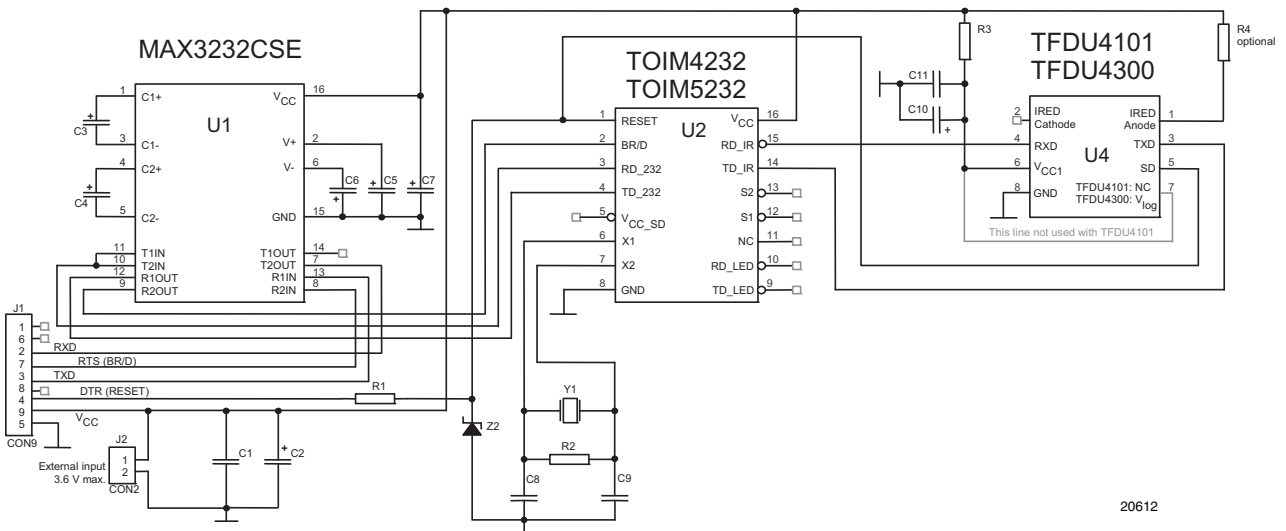 MAX3232CSE
1
C1+
VCC
16
C3
3
C1-
V+
2
4
C2+
V-
6
C4
5
C2-
GND
15
U1
C6
C5
C7
11
T1IN
T1OUT
14
10
T2IN
T2OUT
7
12
R1OUT
R1IN
13
9
R2OUT
R2IN
8
TOIM4232
TOIM5232
1
RESET
VCC
16
U2
2
BR/D
RD_IR
15
3
RD_232
TD_IR
14
4
TD_232
S2
13
5
VCC_SD
S1
12
6
X1
NC
11
7
X2
RD_LED
10
8
GND
TD_LED
9
R3
C11
C10
TFDU4101
TFDU4300
R4
optional
2
IRED
Cathode
IRED
Anode
1
4
RXD
TXD
3
U4
6
VCC1
SD
5
8
GND
TFDU4101: NC
TFDU4300: Vlog
7
This line not used with TFDU4101
J1
1
6
2
RXD
7
RTS (BR/D)
3
TXD
8
4
DTR (RESET)
9
VCC
5
CON9
R1
Z2
J2
External input
3.6 V max.
1
2
CON2
C1
C2
Y1
R2
C8
C9
20612